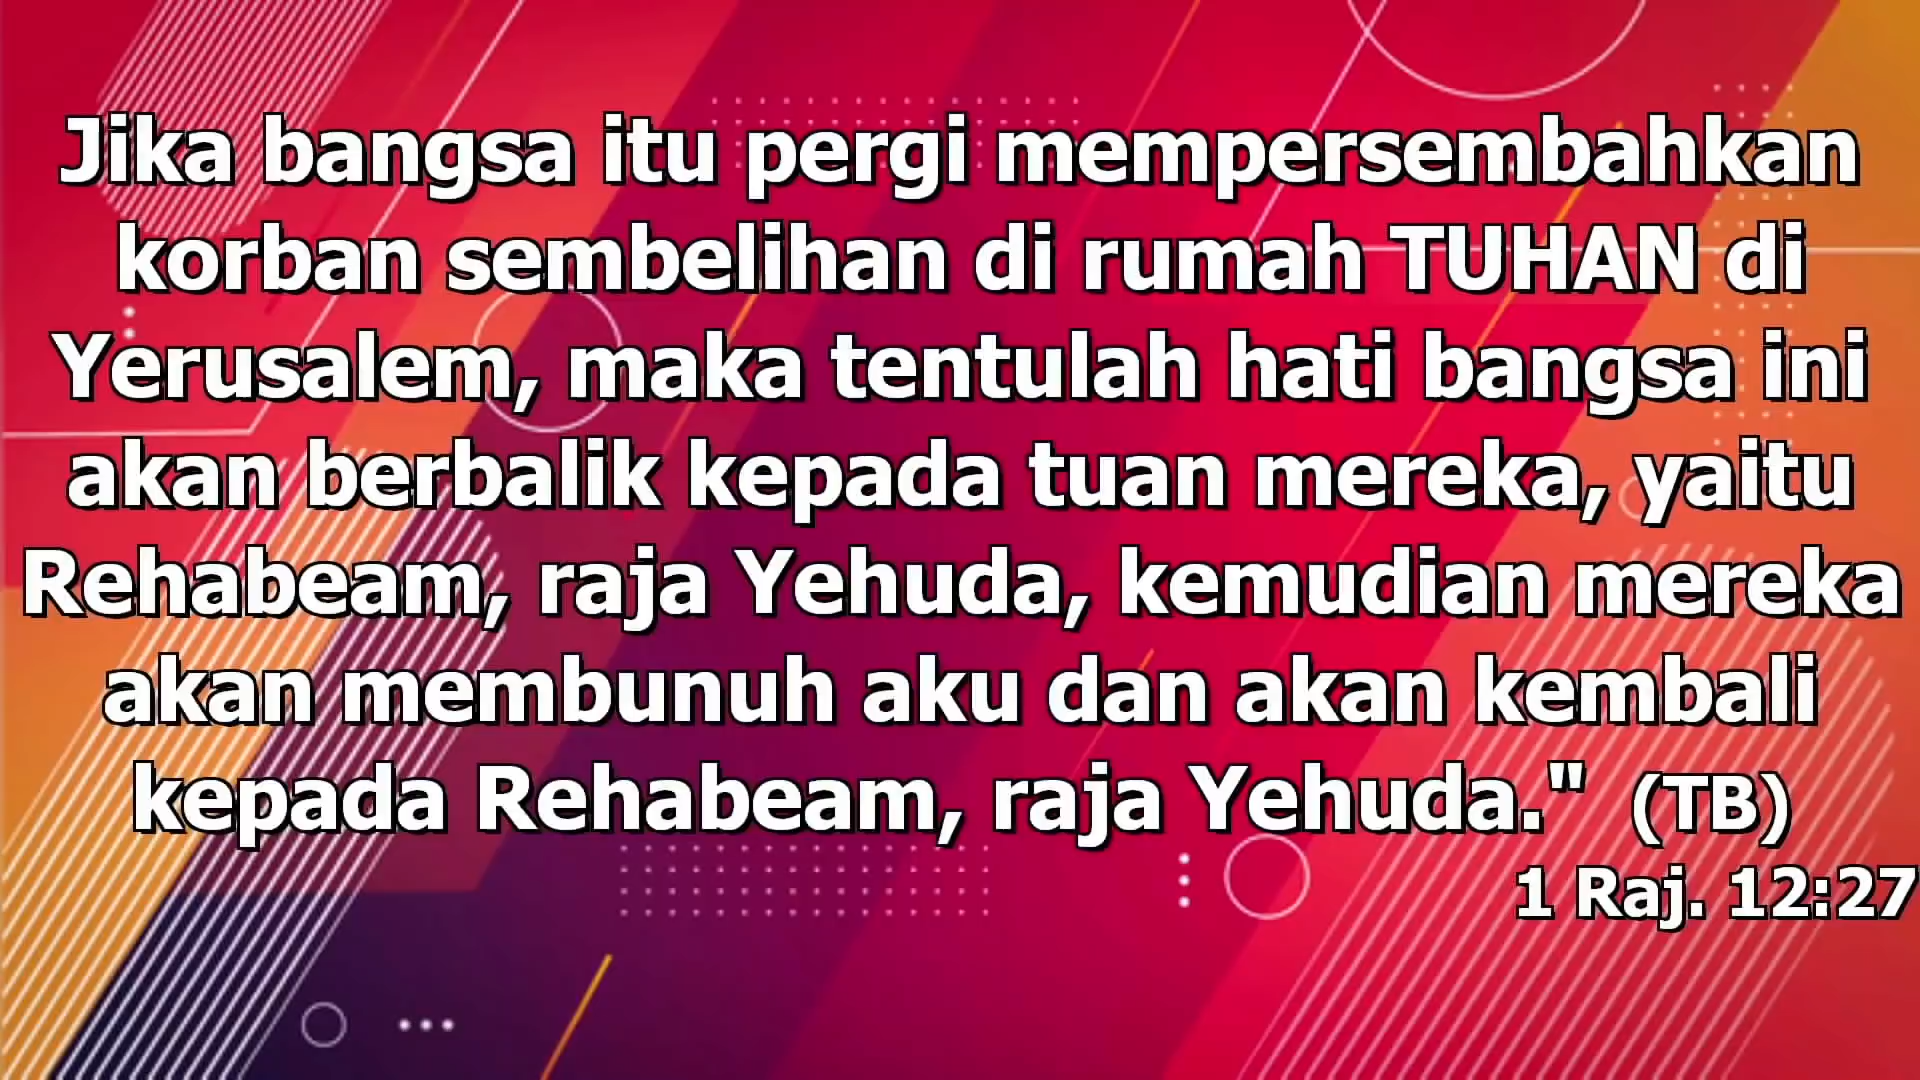 Jika bangsa itu pergi mempersembahkan
korban sembelihan di rumah TUHAN di
Yerusalem, maka tentulah hati bangsa ini
akan berbalik kepada tuan mereka, yaitu
Rehabeam, raja Yehuda, kemudian mereka
akan membunuh aku dan akan kembali
kepada Rehabeam, raja Yehuda." (TB)
1 Raj. 12:27